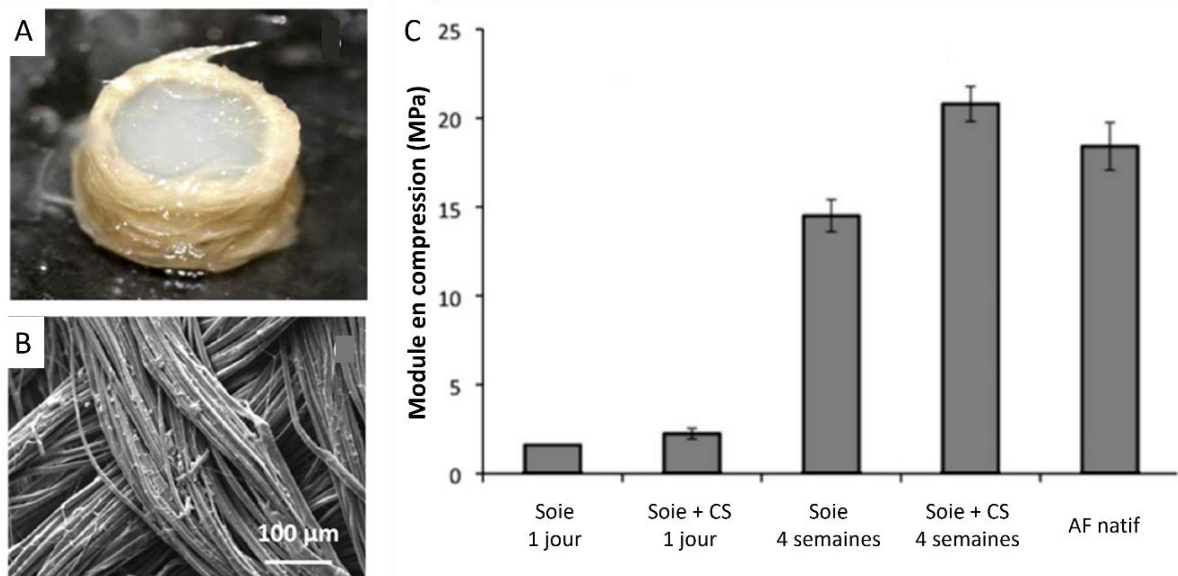 A
B
100 µm
C
Module en compression (MPa)
25
20
15
10
5
0
Soie
1 jour
Soie + CS
1 jour
Soie
4 semaines
Soie + CS
4 semaines
AF natif